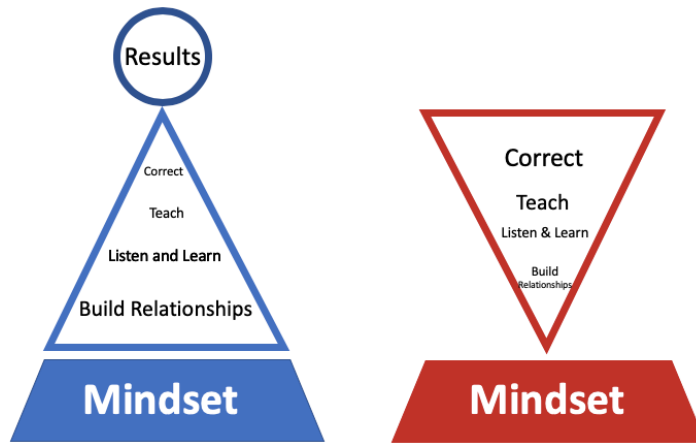 Results
Correct
Teach
Listen and Learn
Build Relationships
Mindset
Correct
Teach
Listen & Learn
Build
Relationships
Mindset